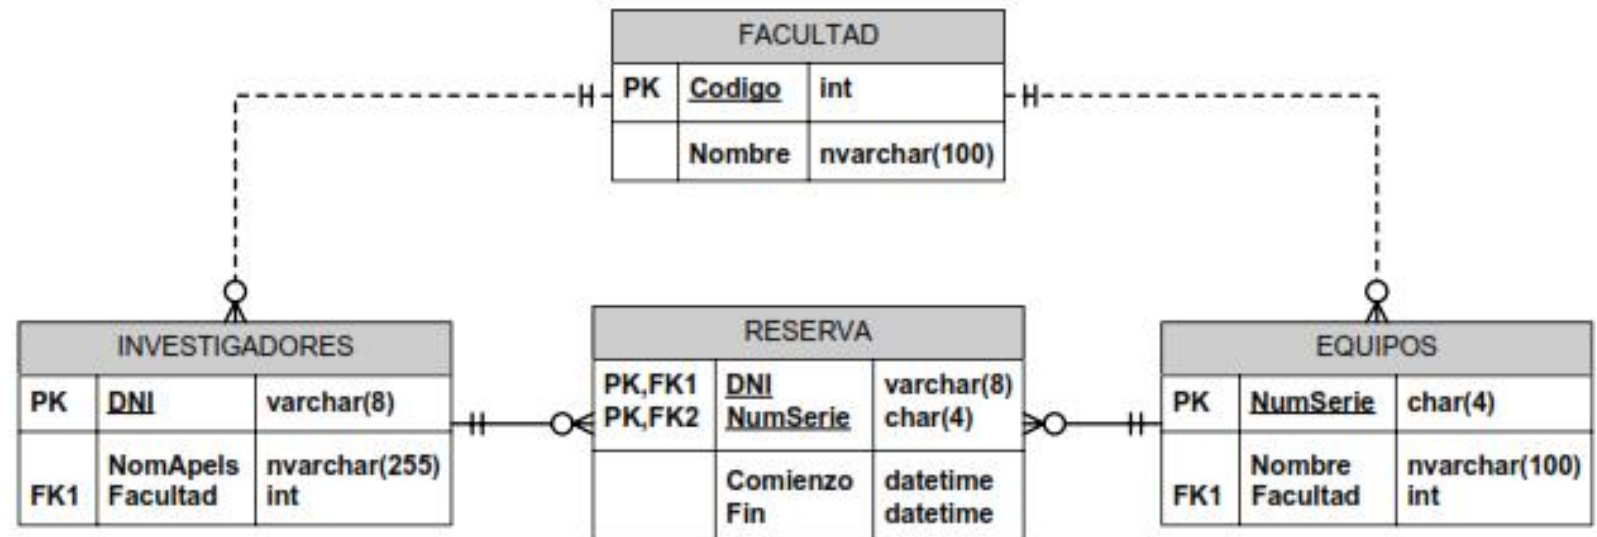 FACULTAD
PK Codigo int
Nombre nvarchar(100)
INVESTIGADORES
PK DNI varchar(8)
NomApels nvarchar(255)
FK1 Facultad int
RESERVA
PK,FK1 DNI varchar(8)
PK,FK2 NumSerie char(4)
Comienzo datetime
Fin datetime
EQUIPOS
PK NumSerie char(4)
Nombre nvarchar(100)
FK1 Facultad int